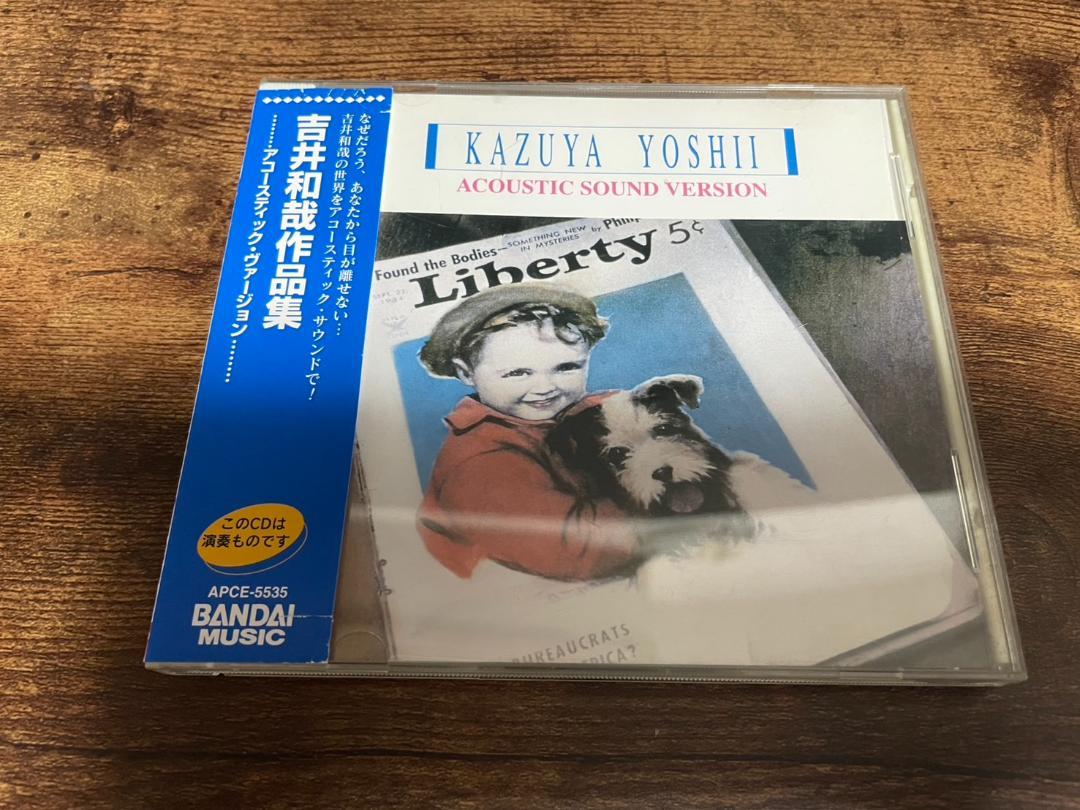 なぜだろう、あなたから目が離せない…
吉井和哉の世界をアコースティック・サウンドで!
吉井和哉作品集
………アコースティック・ヴァージョン………
このCDは
演奏ものです
APCE-5535
BANDAI
MUSIC
KAZUYA YOSHII
ACOUSTIC SOUND VERSION
Found the Bodies—SOMETHING NEW IN MYSTERIES by Philip
Liberty 5¢
BUREAUCRATS